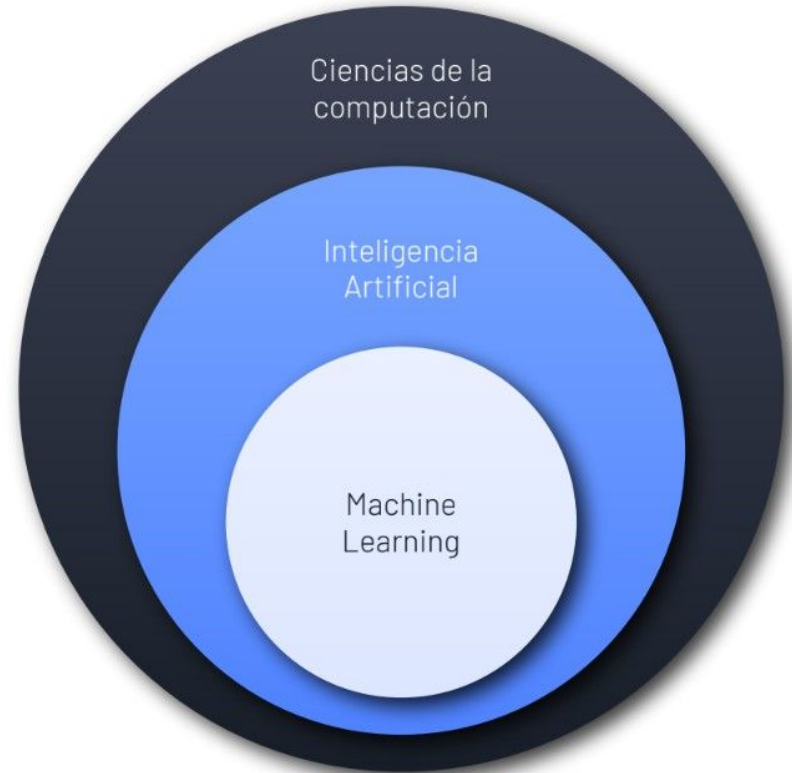 Ciencias de la
computación
Inteligencia
Artificial
Machine
Learning